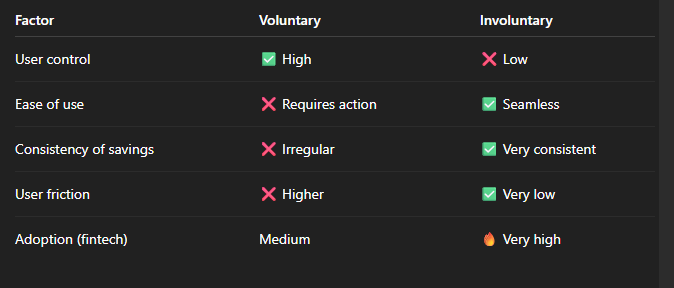 Factor Voluntary Involuntary
User control ✅ High ❌ Low
Ease of use ❌ Requires action ✅ Seamless
Consistency of savings ❌ Irregular ✅ Very consistent
User friction ❌ Higher ✅ Very low
Adoption (fintech) Medium 🔥 Very high